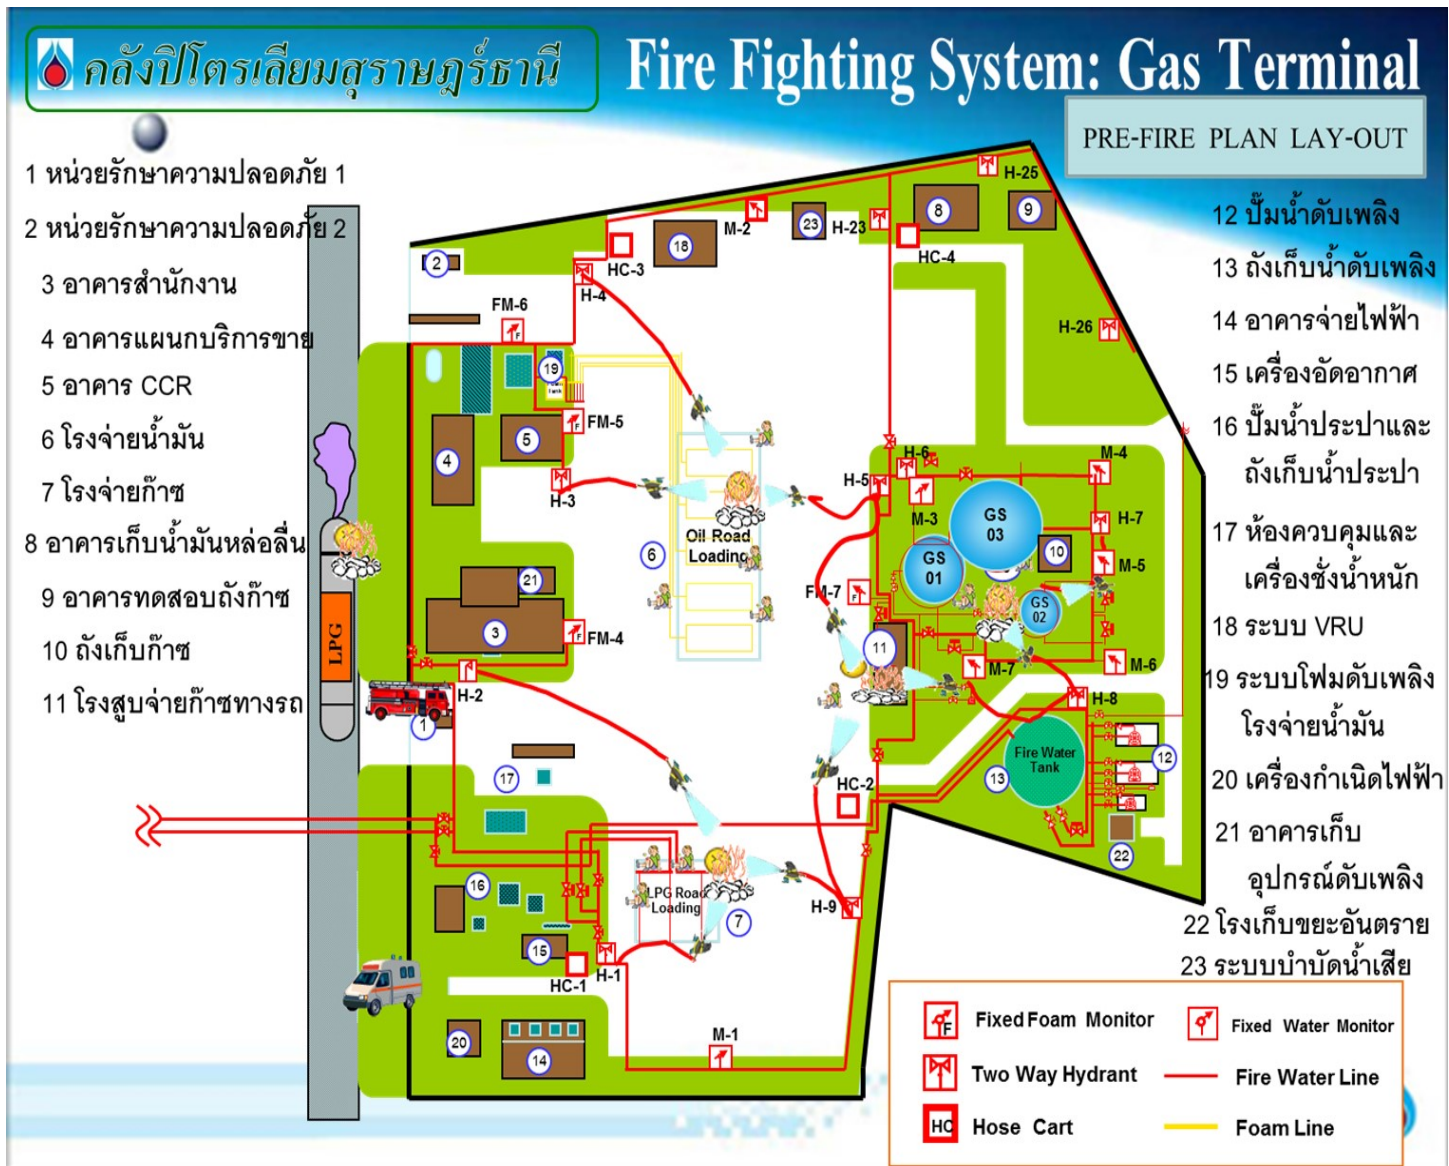 คลังปิโตรเลียมสุราษฎร์ธานี
Fire Fighting System: Gas Terminal
PRE-FIRE PLAN LAY-OUT
1 หน่วยรักษาความปลอดภัย 1
2 หน่วยรักษาความปลอดภัย 2
3 อาคารสำนักงาน
4 อาคารแผนกบริการขาย
5 อาคาร CCR
6 โรงจ่ายน้ำมัน
7 โรงจ่ายก๊าซ
8 อาคารเก็บน้ำมันหล่อลื่น
9 อาคารทดสอบถังก๊าซ
10 ถังเก็บก๊าซ
11 โรงสูบจ่ายก๊าซทางรถ
12 ปั๊มน้ำดับเพลิง
13 ถังเก็บน้ำดับเพลิง
14 อาคารจ่ายไฟฟ้า
15 เครื่องอัดอากาศ
16 ปั๊มน้ำประปาและ
ถังเก็บน้ำประปา
17 ห้องควบคุมและ
เครื่องชั่งน้ำหนัก
18 ระบบ VRU
19 ระบบโฟมดับเพลิง
โรงจ่ายน้ำมัน
20 เครื่องกำเนิดไฟฟ้า
21 อาคารเก็บ
อุปกรณ์ดับเพลิง
22 โรงเก็บขยะอันตราย
23 ระบบบำบัดน้ำเสีย
H-25
8
9
M-2
23
H-23
HC-4
18
HC-3
2
H-4
FM-6
H-26
19
FM-5
5
4
H-3
H-6
H-5
M-4
M-3
GS
03
H-7
GS
01
10
M-5
6
Oil Road
Loading
21
FM-7
GS
02
3
FM-4
11
M-7
M-6
H-2
H-8
LPG
1
Fire Water
Tank
13
12
17
HC-2
22
16
LPG Road
Loading
H-9
7
15
HC-1
H-1
20
14
M-1
F
Fixed Foam Monitor
Fixed Water Monitor
Two Way Hydrant
Fire Water Line
HC
Hose Cart
Foam Line